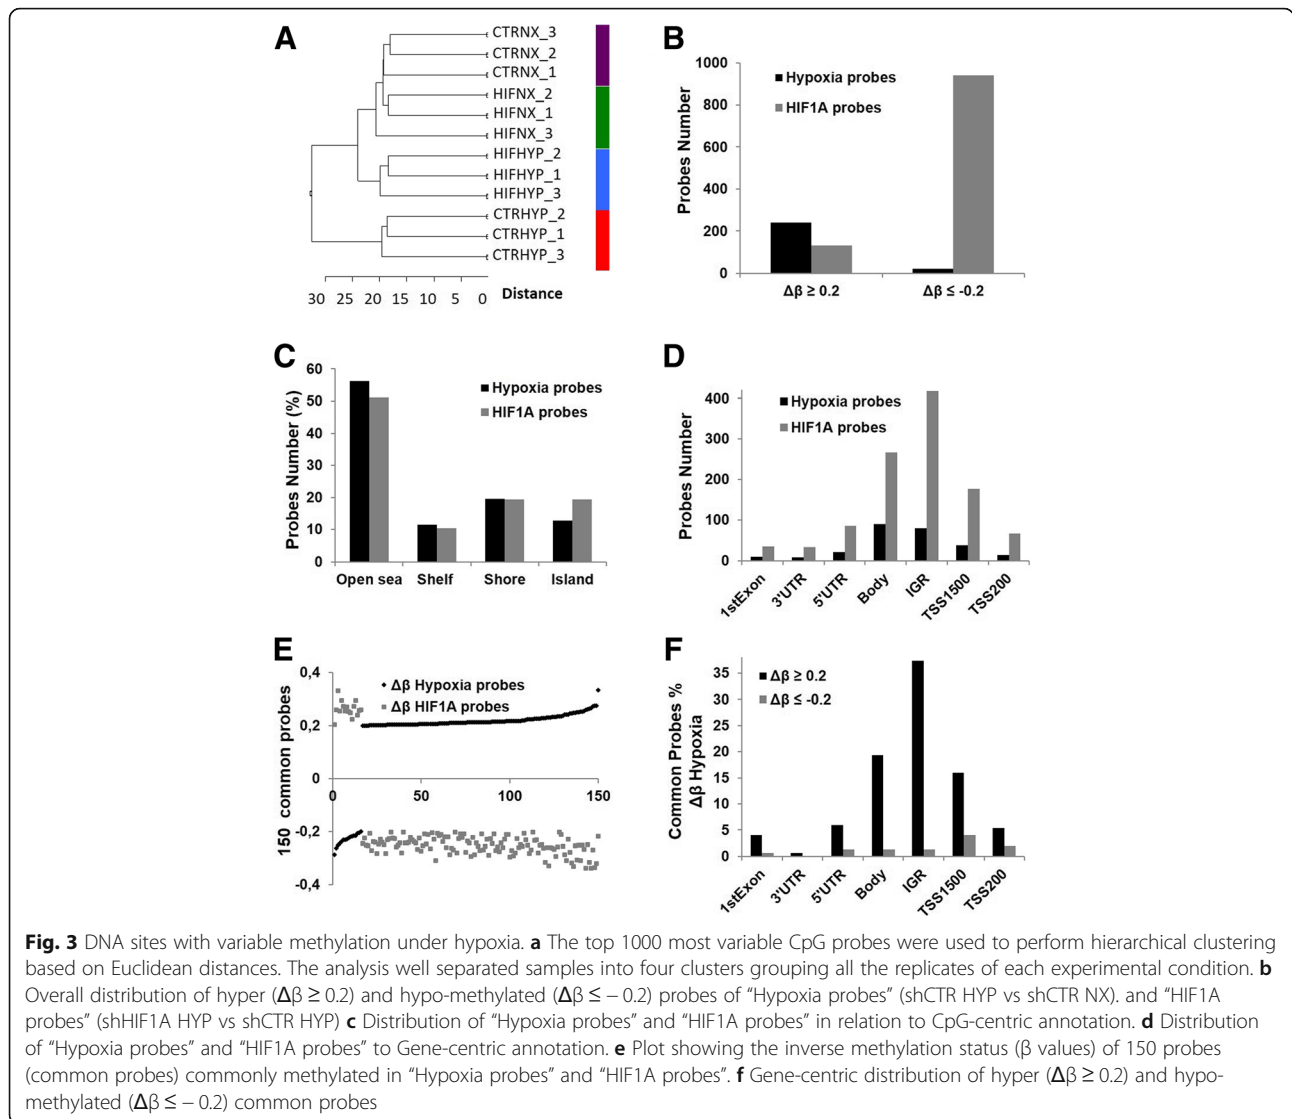 A
CTRNX_3
CTRNX_2
CTRNX_1
HIFNX_2
HIFNX_1
HIFNX_3
HIFHYP_2
HIFHYP_1
HIFHYP_3
CTRHYP_2
CTRHYP_1
CTRHYP_3
30 25 20 15 10 5 0 Distance
B
Probes Number
1000
800
600
400
200
0
Hypoxia probes
HIF1A probes
Δβ ≥ 0.2 Δβ ≤ -0.2
C
Probes Number (%)
60
50
40
30
20
10
0
Hypoxia probes
HIF1A probes
Open sea Shelf Shore Island
D
Probes Number
400
300
200
100
0
Hypoxia probes
HIF1A probes
1stExon 3'UTR 5'UTR Body IGR TSS1500 TSS200
E
150 common probes
0,4
0,2
0
-0,2
-0,4
Δβ Hypoxia probes
Δβ HIF1A probes
0 50 100 150
F
Common Probes %
Δβ Hypoxia
35
30
25
20
15
10
5
0
Δβ ≥ 0.2
Δβ ≤ -0.2
1stExon 3'UTR 5'UTR Body IGR TSS1500 TSS200
Fig. 3 DNA sites with variable methylation under hypoxia. a The top 1000 most variable CpG probes were used to perform hierarchical clustering
based on Euclidean distances. The analysis well separated samples into four clusters grouping all the replicates of each experimental condition. b
Overall distribution of hyper (Δβ ≥ 0.2) and hypo-methylated (Δβ ≤ − 0.2) probes of “Hypoxia probes” (shCTR HYP vs shCTR NX). and “HIF1A
probes” (shHIF1A HYP vs shCTR HYP) c Distribution of “Hypoxia probes” and “HIF1A probes” in relation to CpG-centric annotation. d Distribution
of “Hypoxia probes” and “HIF1A probes” to Gene-centric annotation. e Plot showing the inverse methylation status (β values) of 150 probes
(common probes) commonly methylated in “Hypoxia probes” and “HIF1A probes”. f Gene-centric distribution of hyper (Δβ ≥ 0.2) and hypo-
methylated (Δβ ≤ − 0.2) common probes